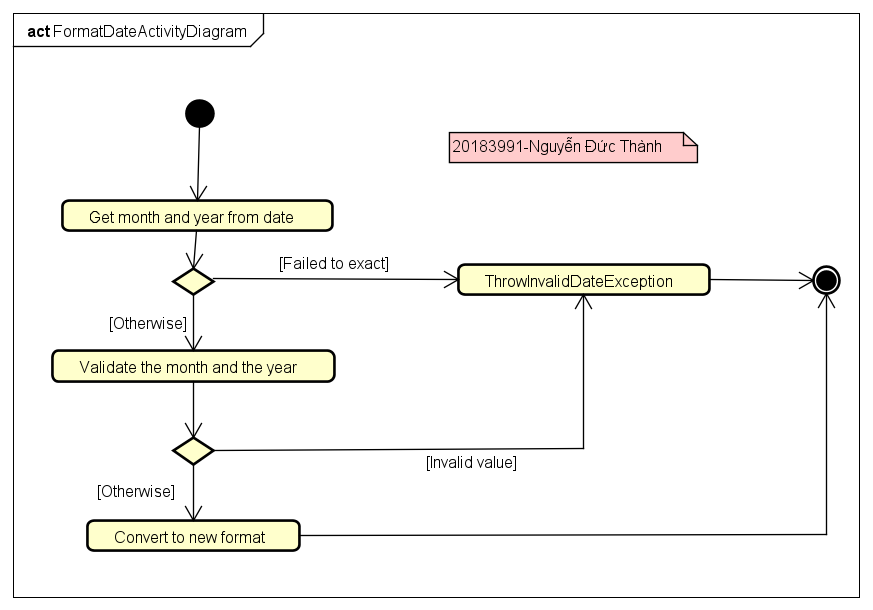 act FormatDateActivityDiagram
20183991-Nguyễn Đức Thành
Get month and year from date
[Failed to exact]
ThrowInvalidDateException
[Otherwise]
Validate the month and the year
[Invalid value]
[Otherwise]
Convert to new format